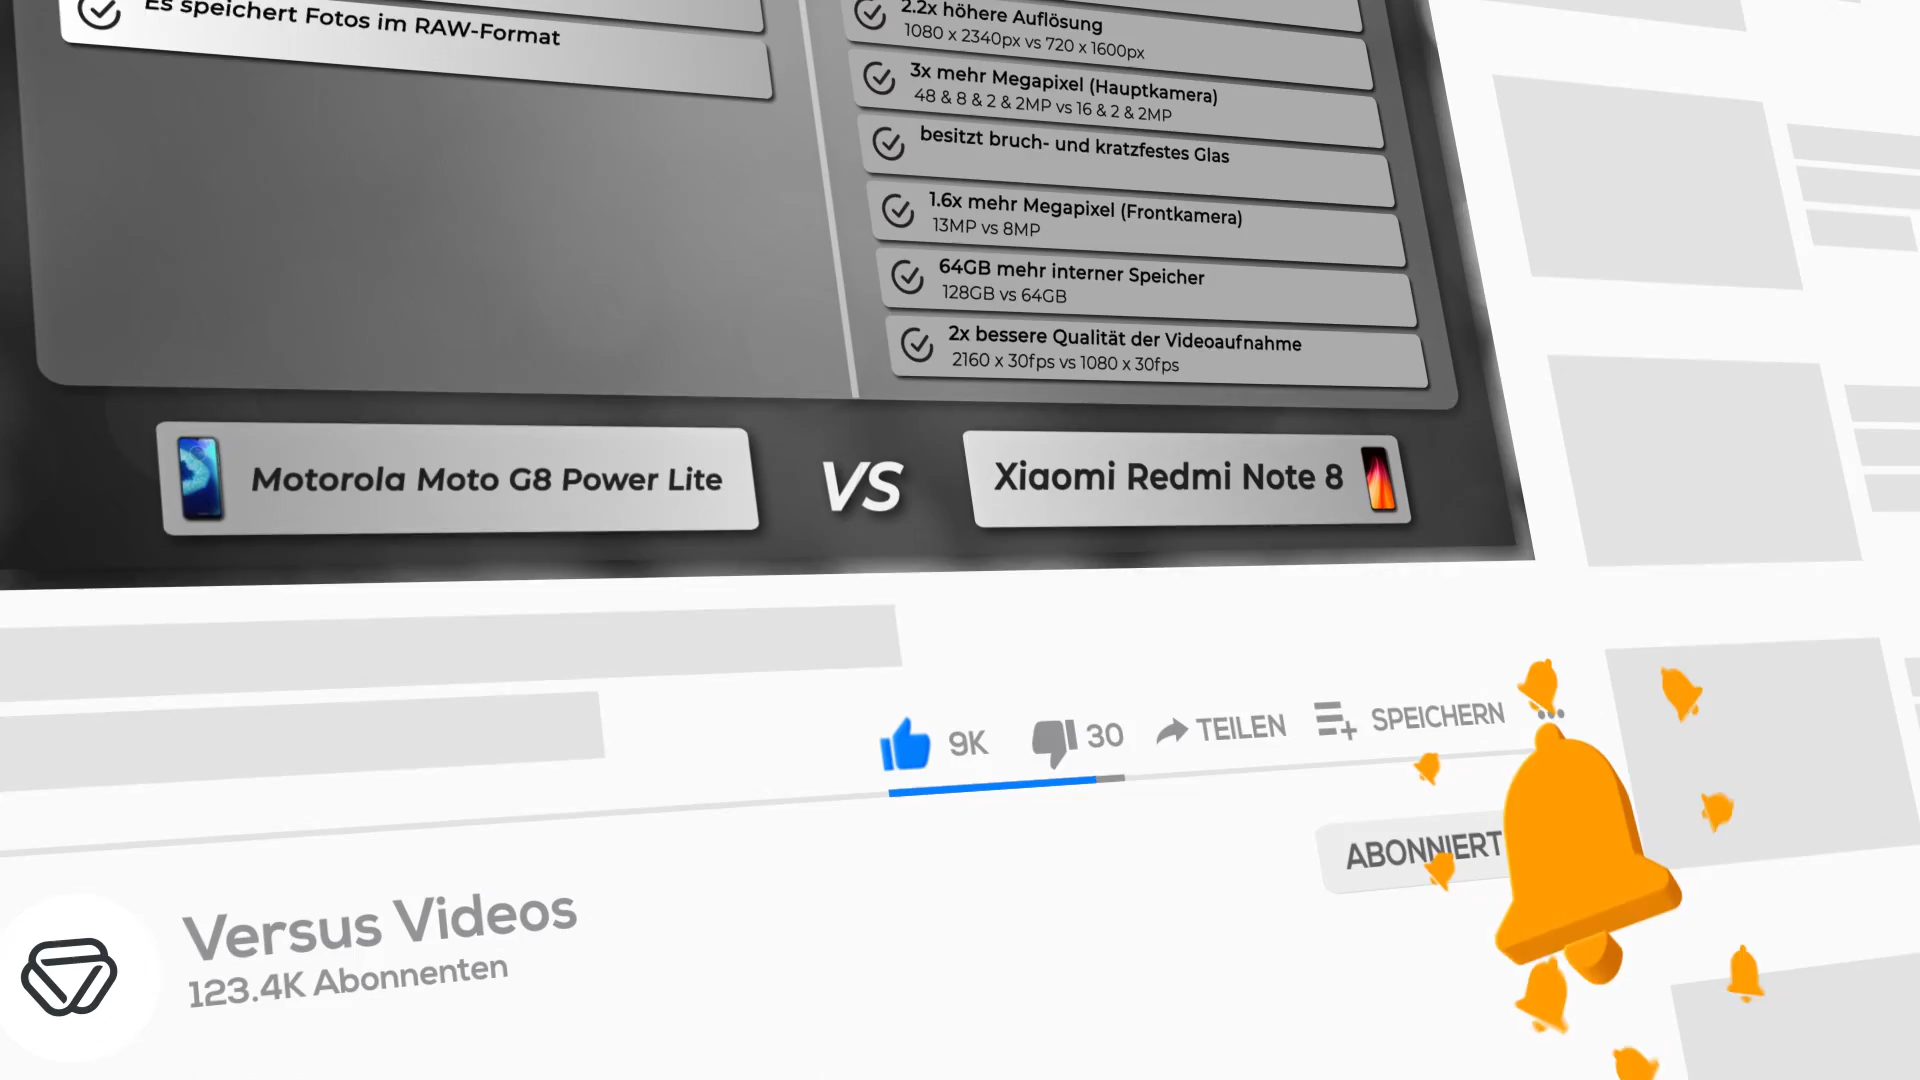 Es speichert Fotos im RAW-Format
2.2x höhere Auflösung
1080 x 2340px vs 720 x 1600px
3x mehr Megapixel (Hauptkamera)
48 & 8 & 2 & 2MP vs 16 & 2 & 2MP
besitzt bruch- und kratzfestes Glas
1.6x mehr Megapixel (Frontkamera)
13MP vs 8MP
64GB mehr interner Speicher
128GB vs 64GB
2x bessere Qualität der Videoaufnahme
2160 x 30fps vs 1080 x 30fps
Motorola Moto G8 Power Lite
VS
Xiaomi Redmi Note 8
9K
30
TEILEN
SPEICHERN
ABONNIERT
Versus Videos
123.4K Abonnenten